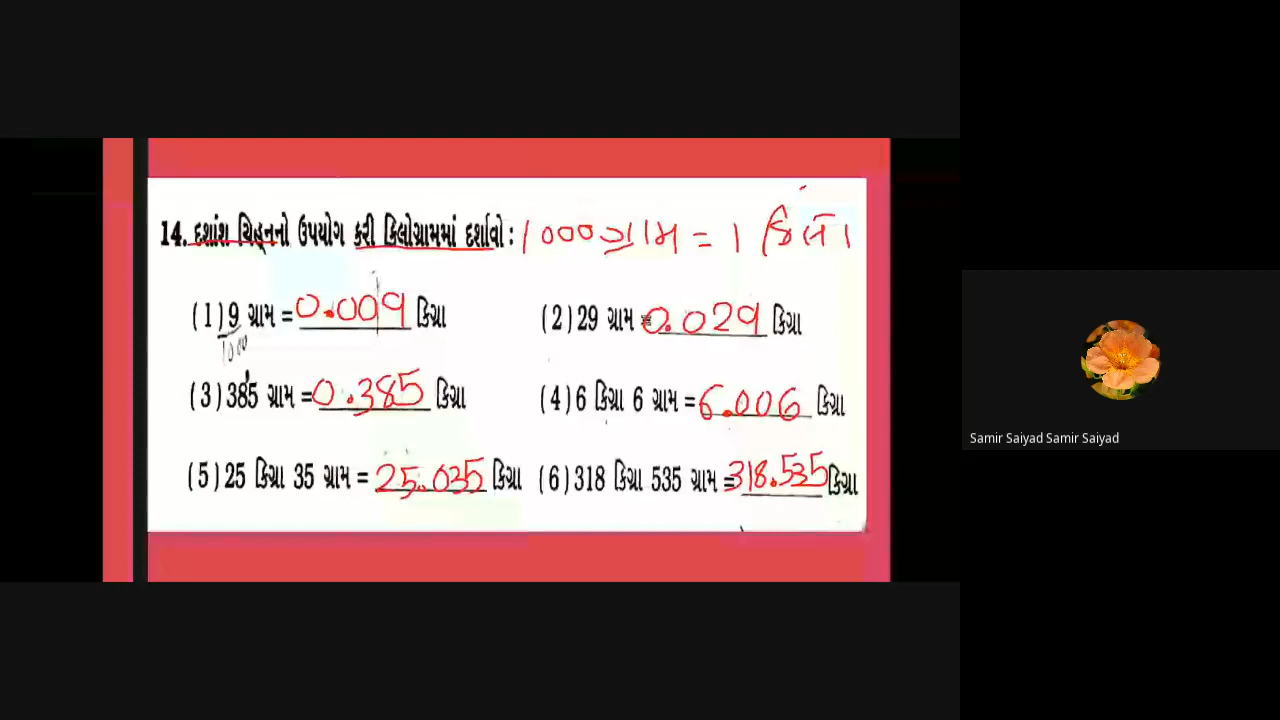 14. દશાંશ ચિહ્નનો ઉપયોગ કરી કિલોગ્રામમાં દર્શાવો : 1000 ગ્રામ = 1 કિલો
(1) 9 ગ્રામ = 0.009 કિગ્રા (2) 29 ગ્રામ = 0.029 કિગ્રા
1000
(3) 385 ગ્રામ = 0.385 કિગ્રા (4) 6 કિગ્રા 6 ગ્રામ = 6.006 કિગ્રા
(5) 25 કિગ્રા 35 ગ્રામ = 25.035 કિગ્રા (6) 318 કિગ્રા 535 ગ્રામ = 318.535 કિગ્રા
Samir Saiyad Samir Saiyad